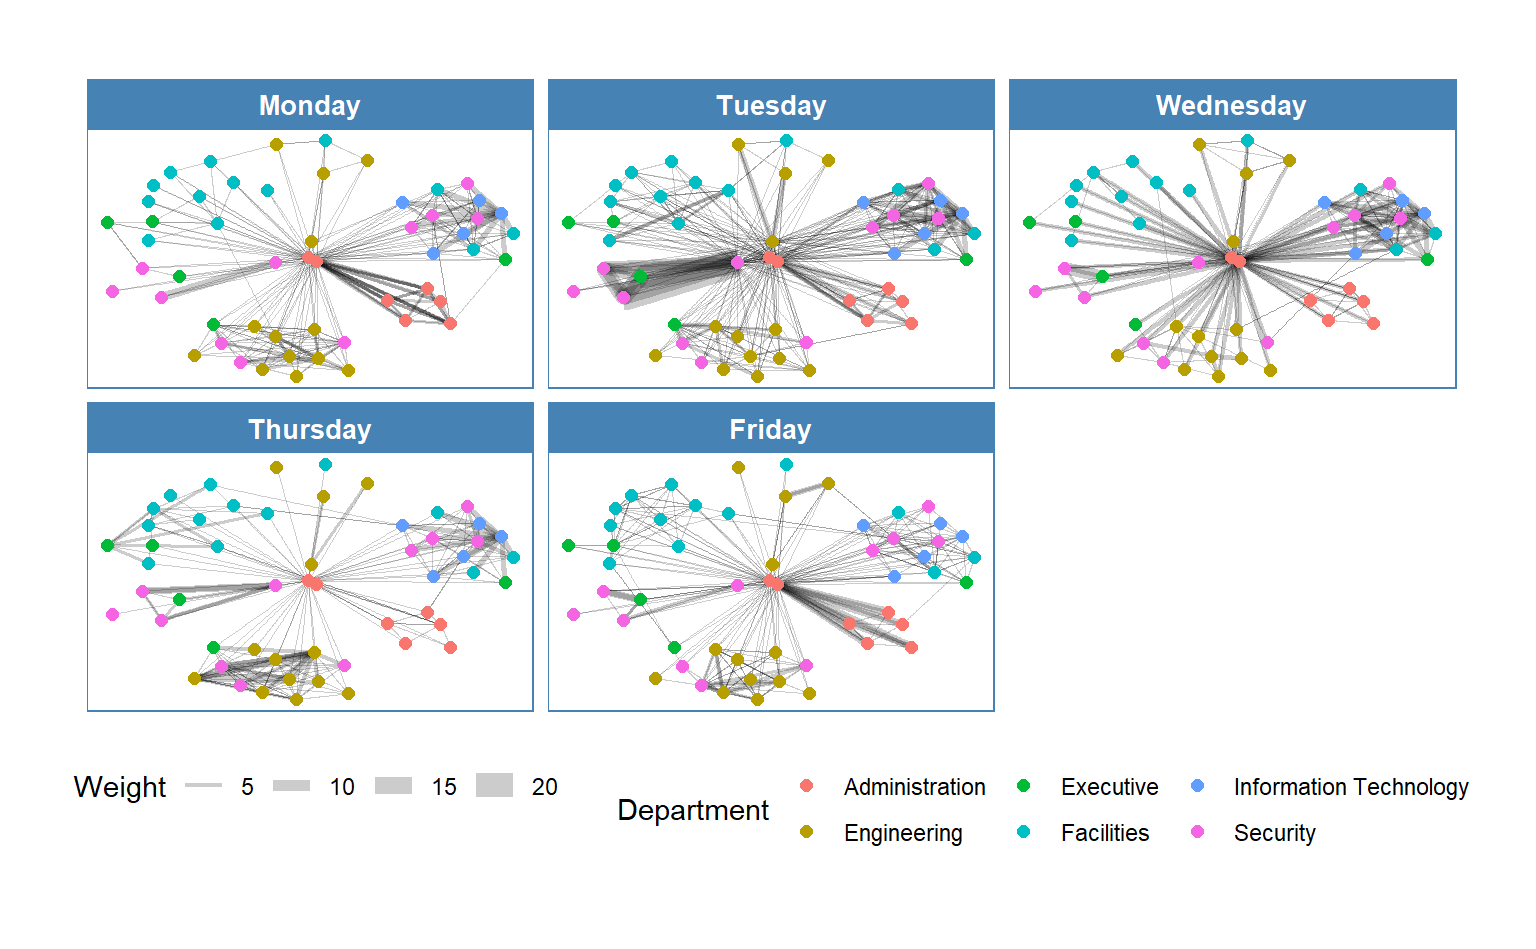 Monday
Tuesday
Wednesday
Thursday
Friday
Weight 5 10 15 20
Department
Administration Executive Information Technology
Engineering Facilities Security